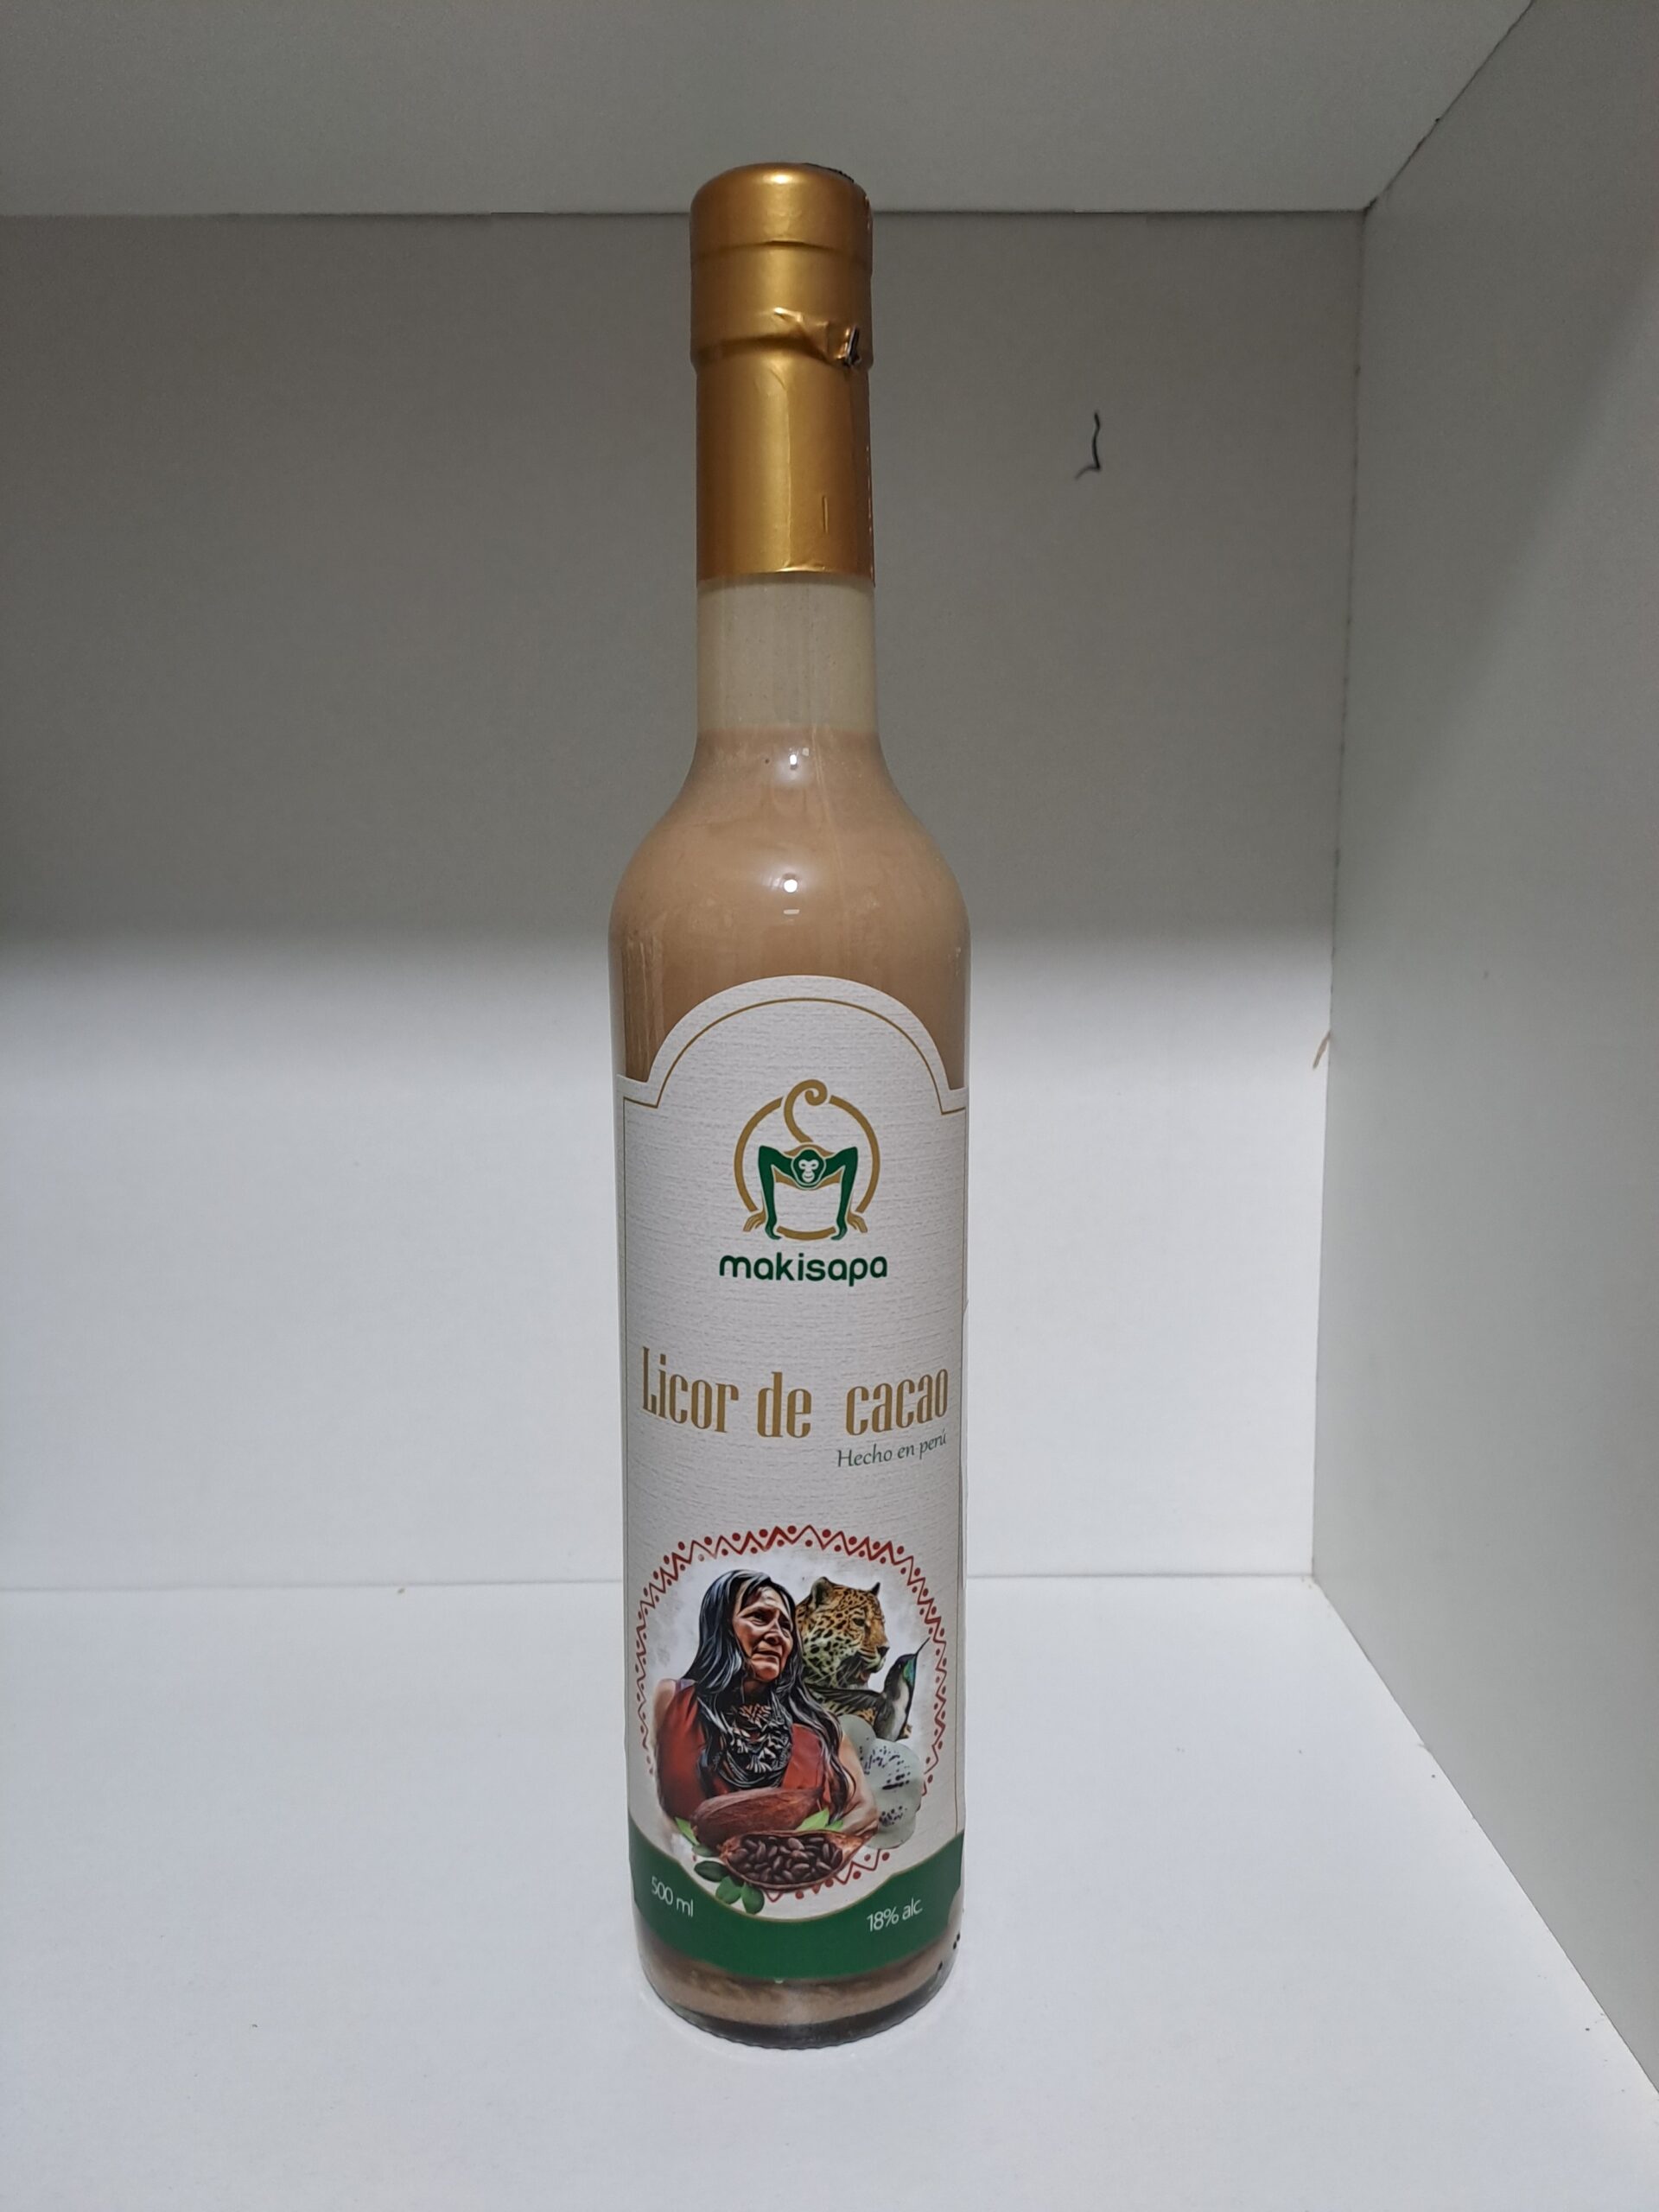 makisapa
Licor de cacao
Hecho en perú
500 ml
18% alc